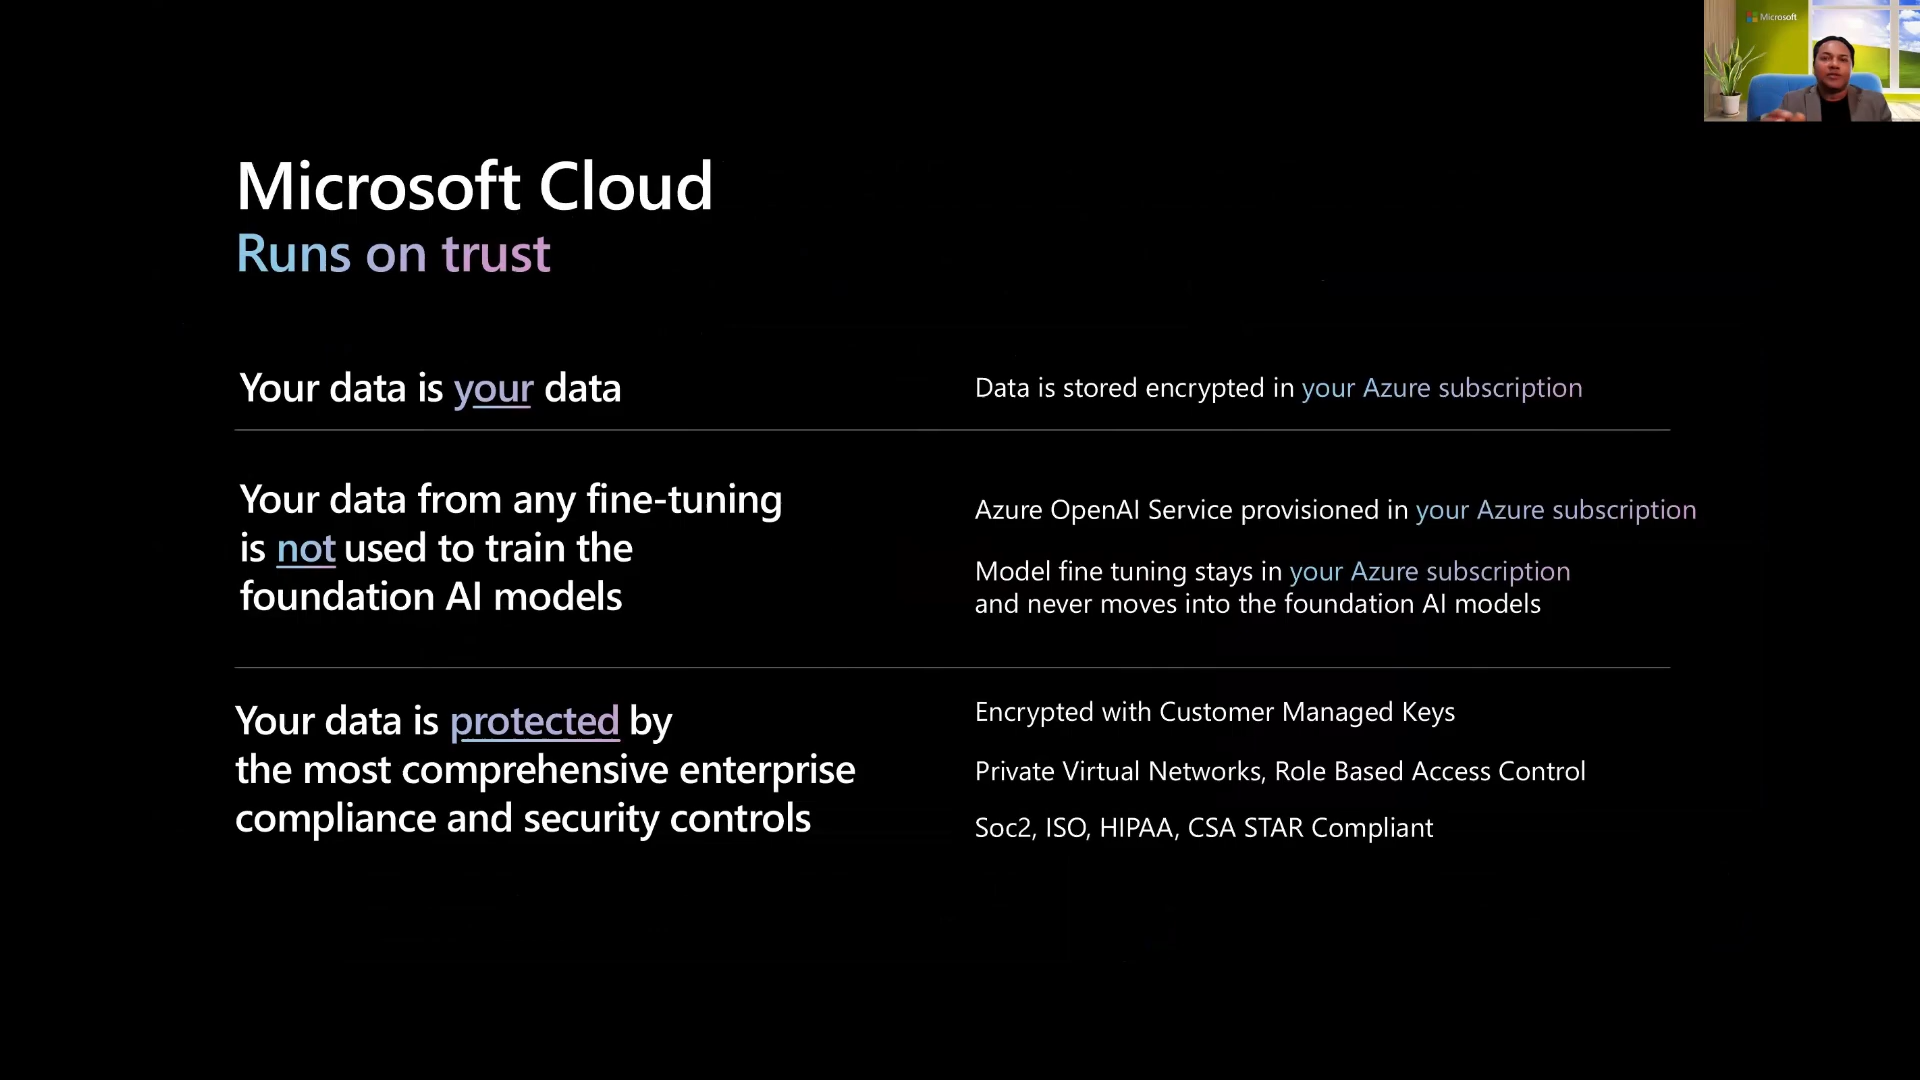 Microsoft
Microsoft Cloud
Runs on trust
Your data is your data
Data is stored encrypted in your Azure subscription
Your data from any fine-tuning
is not used to train the
foundation AI models
Azure OpenAI Service provisioned in your Azure subscription
Model fine tuning stays in your Azure subscription
and never moves into the foundation AI models
Your data is protected by
the most comprehensive enterprise
compliance and security controls
Encrypted with Customer Managed Keys
Private Virtual Networks, Role Based Access Control
Soc2, ISO, HIPAA, CSA STAR Compliant